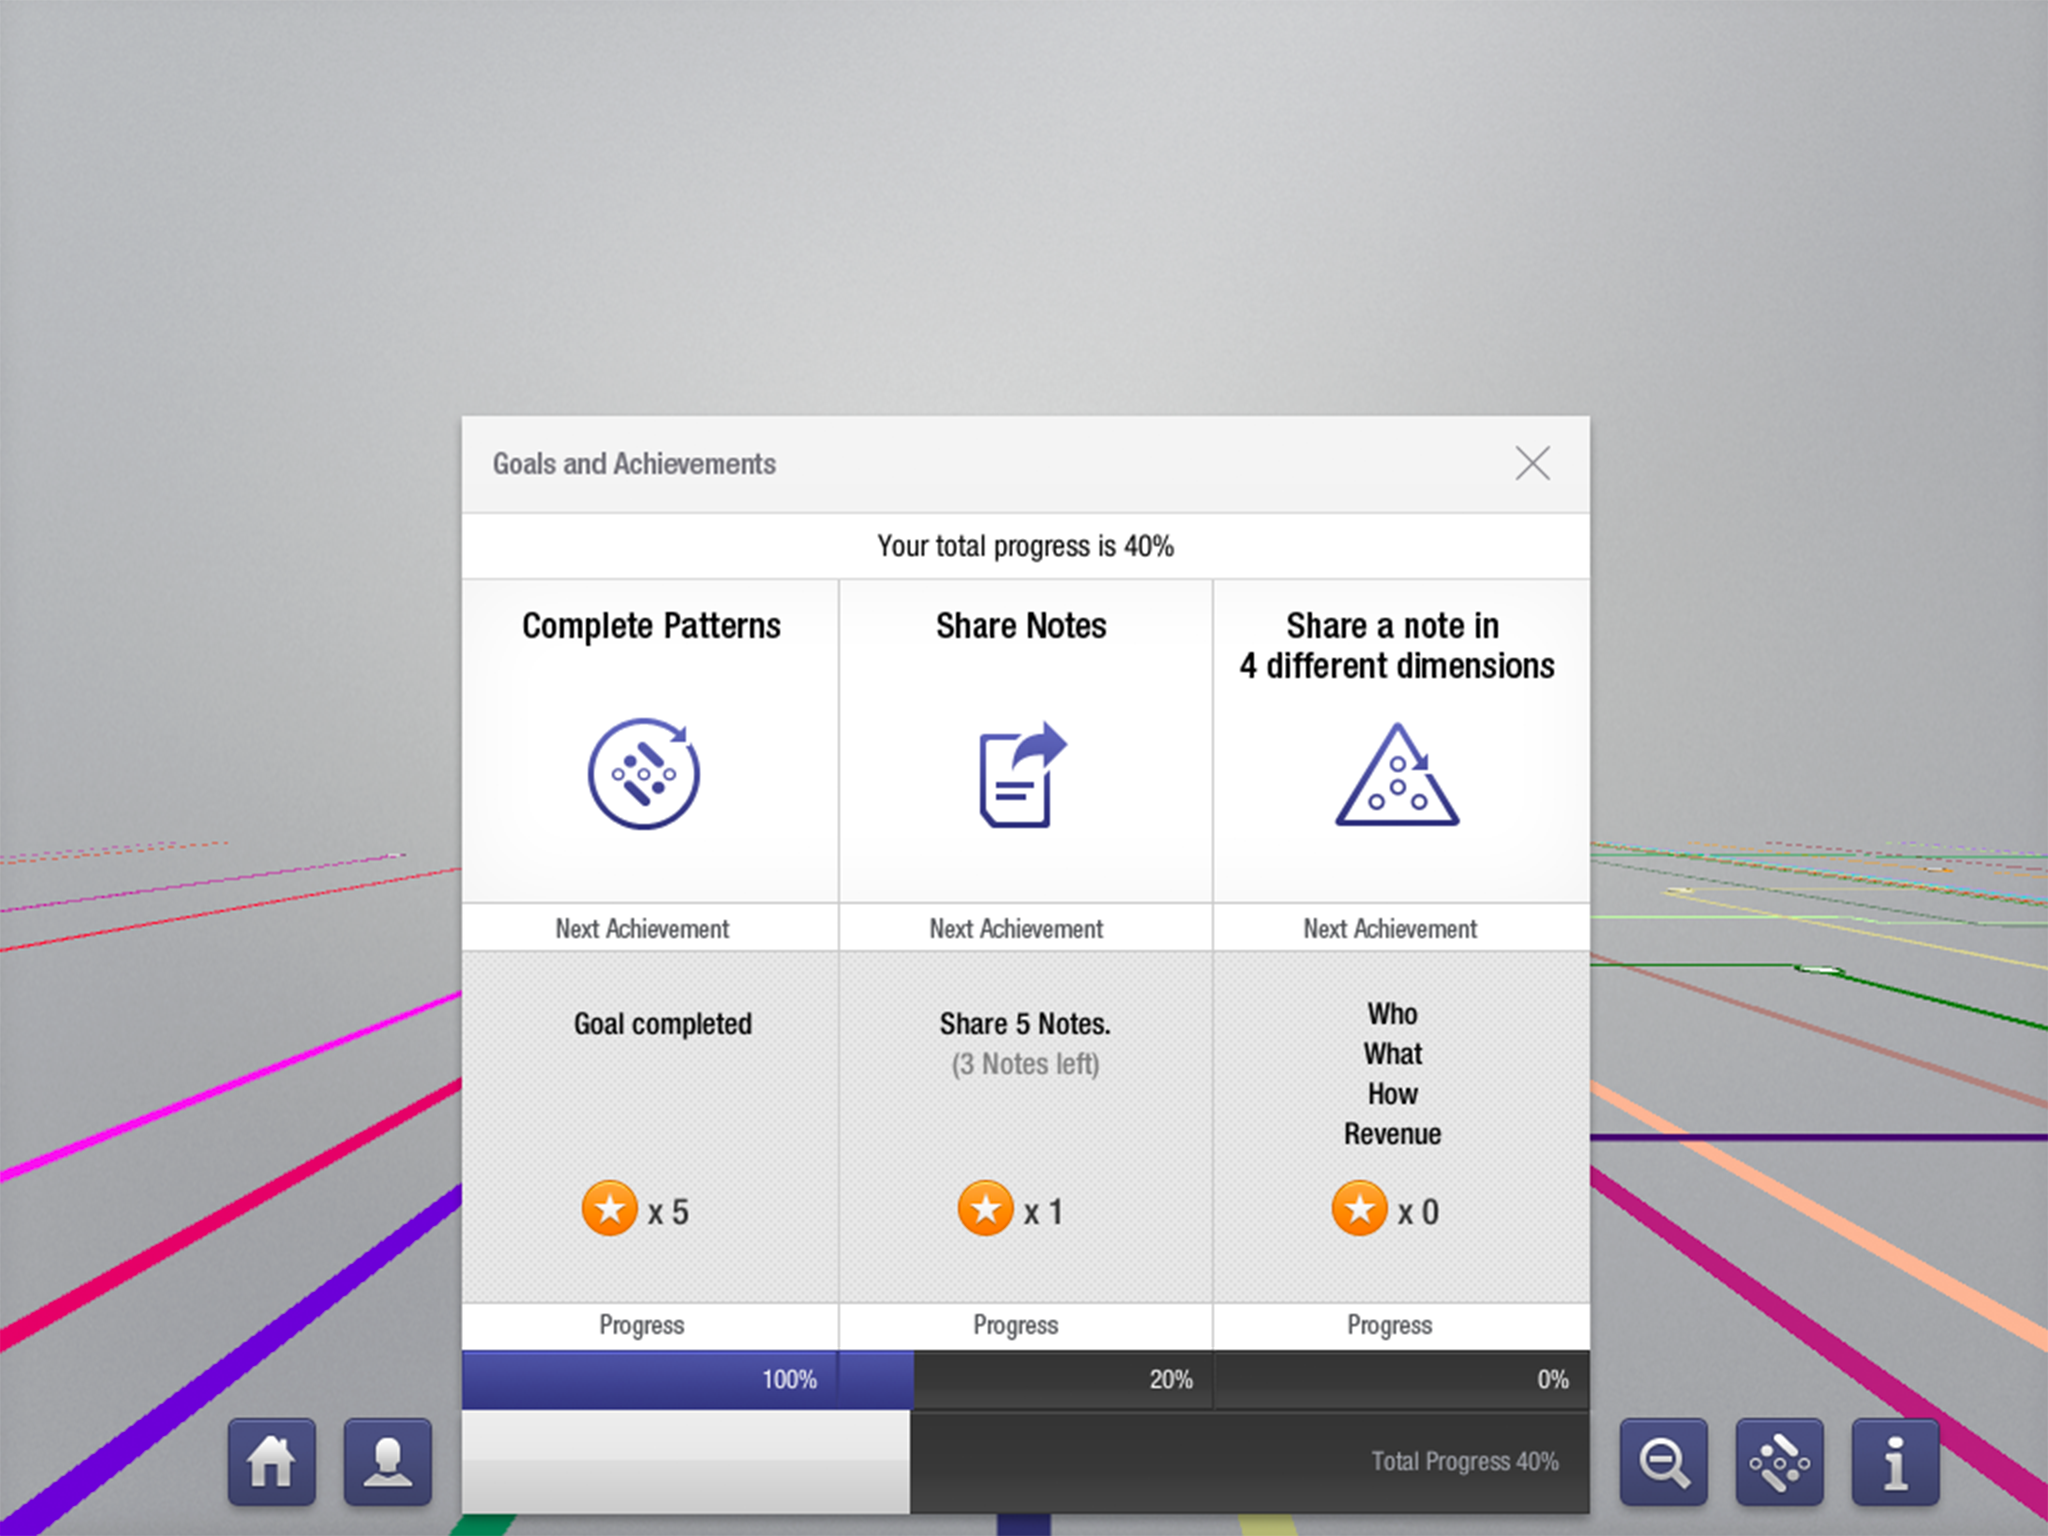 Goals and Achievements
Your total progress is 40%
Complete Patterns
Share Notes
Share a note in
4 different dimensions
Next Achievement
Next Achievement
Next Achievement
Goal completed
Share 5 Notes.
(3 Notes left)
Who
What
How
Revenue
x 5
x 1
x 0
Progress
Progress
Progress
100%
20%
0%
Total Progress 40%